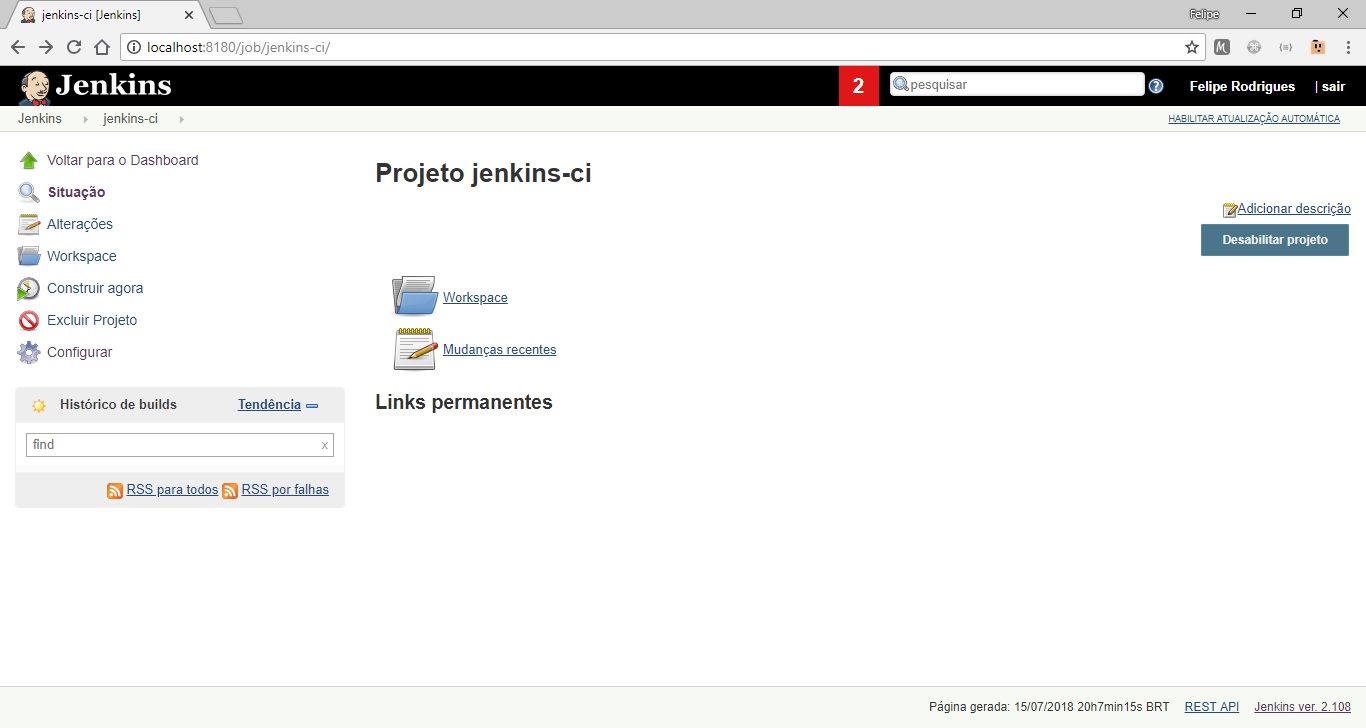 jenkins-ci [Jenkins]
Felipe
localhost:8180/job/jenkins-ci/
Jenkins
2
pesquisar
Felipe Rodrigues
| sair
Jenkins
jenkins-ci
HABILITAR ATUALIZAÇÃO AUTOMÁTICA
Voltar para o Dashboard
Situação
Alterações
Workspace
Construir agora
Excluir Projeto
Configurar
Histórico de builds
Tendência
find
x
RSS para todos
RSS por falhas
Projeto jenkins-ci
Adicionar descrição
Desabilitar projeto
Workspace
Mudanças recentes
Links permanentes
Página gerada: 15/07/2018 20h7min15s BRT
REST API
Jenkins ver. 2.108